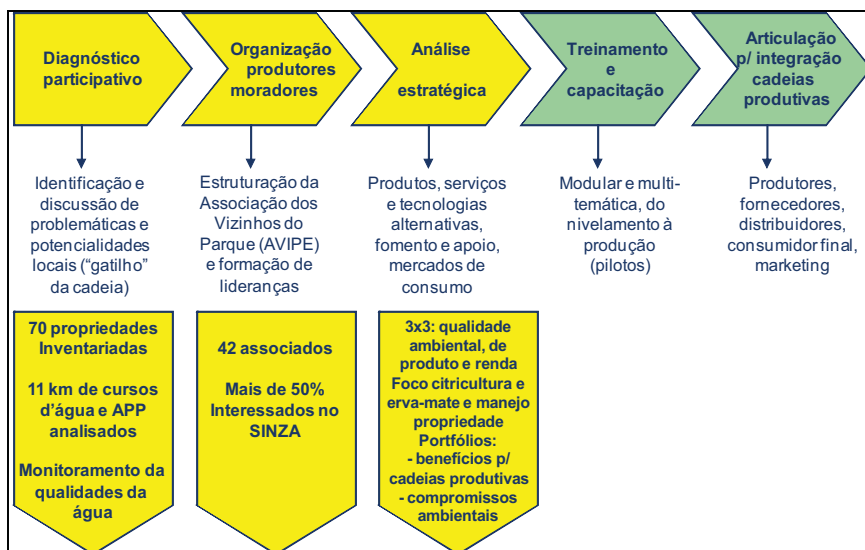 Diagnóstico
participativo
Organização
produtores
moradores
Análise
estratégica
Treinamento
e
capacitação
Articulação
p/ integração
cadeias
produtivas
Identificação e
discussão de
problemáticas e
potencialidades
locais (“gatilho”
da cadeia)
Estruturação da
Associação dos
Vizinhos do
Parque (AVIPE)
e formação de
lideranças
Produtos, serviços
e tecnologias
alternativas,
fomento e apoio,
mercados de
consumo
Modular e multi-
temática, do
nivelamento à
produção
(pilotos)
Produtores,
fornecedores,
distribuidores,
consumidor final,
marketing
70 propriedades
Inventariadas
11 km de cursos
d’água e APP
analisados
Monitoramento da
qualidades da
água
42 associados
Mais de 50%
Interessados no
SINZA
3x3: qualidade
ambiental, de
produto e renda
Foco citricultura e
erva-mate e manejo
propriedade
Portfólios:
- benefícios p/
cadeias produtivas
- compromissos
ambientais